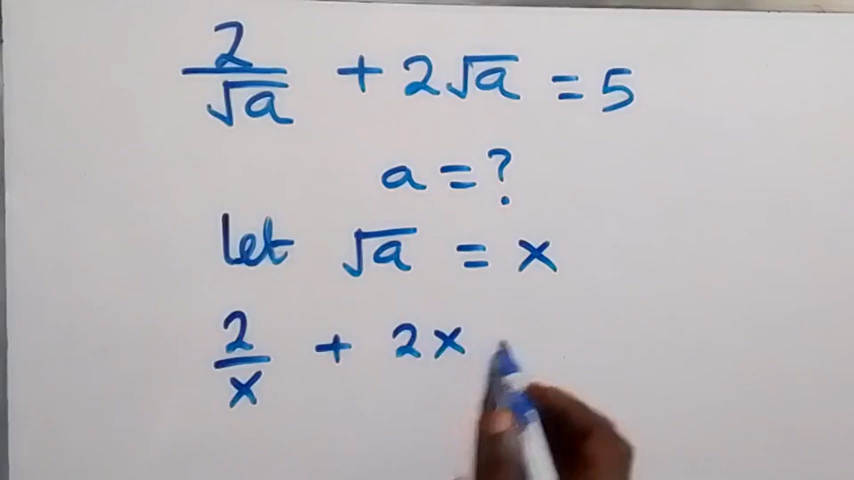 2/√a + 2√a = 5
a = ?
let √a = x
2/x + 2x